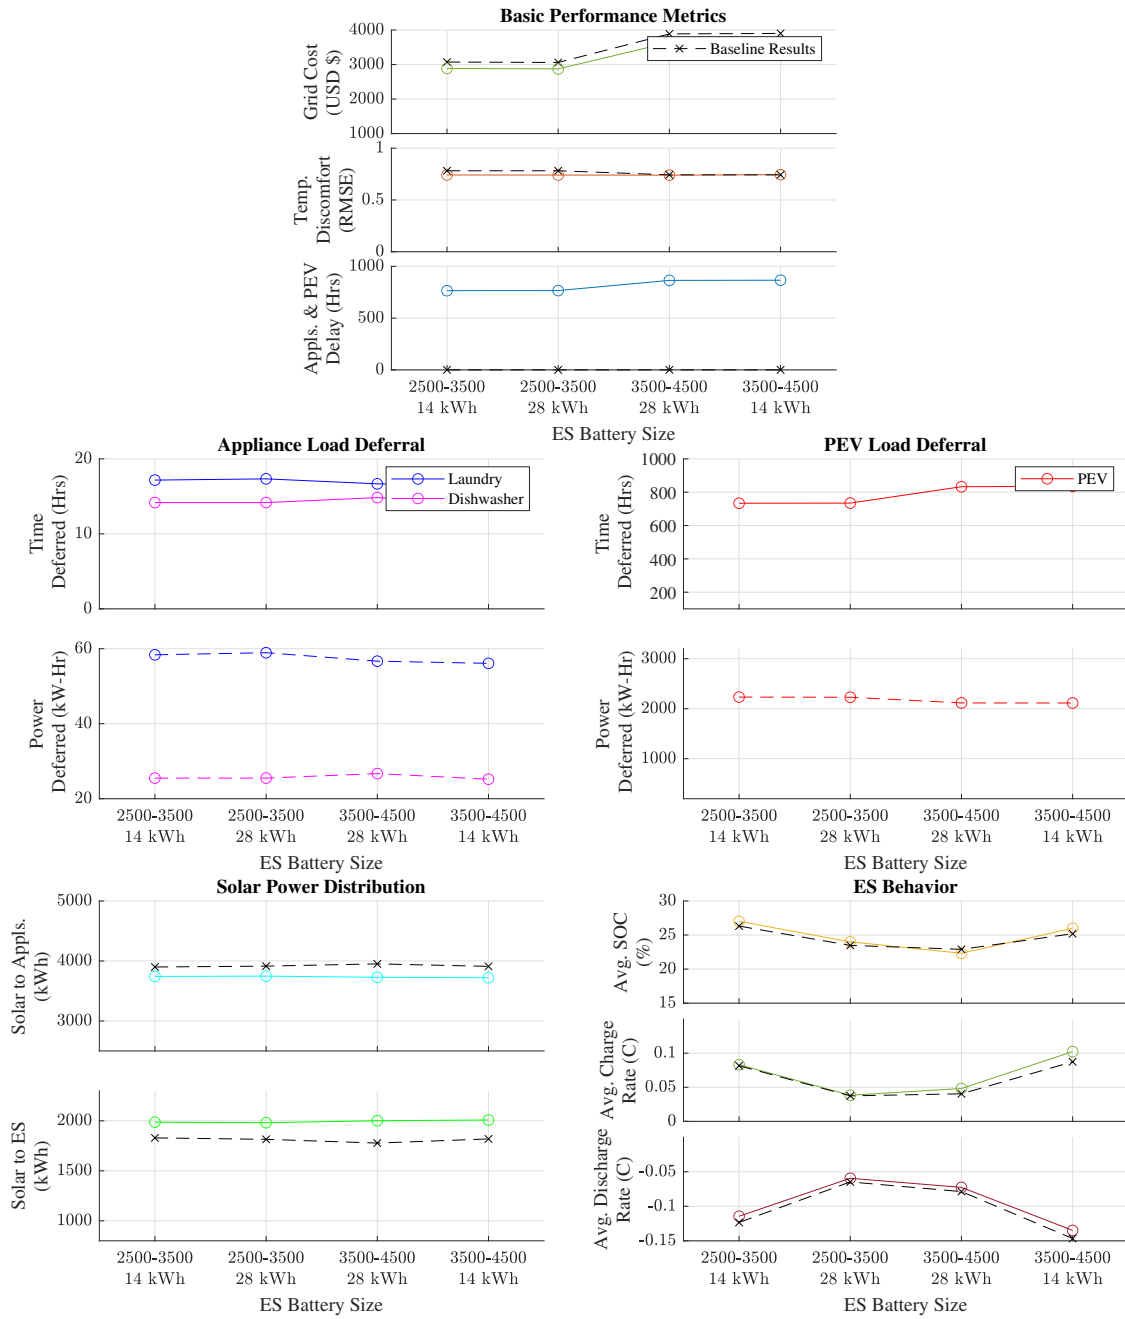 Basic Performance Metrics
Grid Cost
(USD $)
4000
3000
2000
1000
Baseline Results
Temp.
Discomfort
(RMSE)
1
0.5
0
Appls. & PEV
Delay (Hrs)
1000
500
0
2500-3500
14 kWh
2500-3500
28 kWh
3500-4500
28 kWh
3500-4500
14 kWh
ES Battery Size
Appliance Load Deferral
Time
Deferred (Hrs)
20
10
0
Laundry
Dishwasher
Power
Deferred (kW-Hr)
60
40
20
2500-3500
14 kWh
2500-3500
28 kWh
3500-4500
28 kWh
3500-4500
14 kWh
ES Battery Size
PEV Load Deferral
Time
Deferred (Hrs)
1000
800
600
400
200
PEV
Power
Deferred (kW-Hr)
3000
2000
1000
2500-3500
14 kWh
2500-3500
28 kWh
3500-4500
28 kWh
3500-4500
14 kWh
ES Battery Size
Solar Power Distribution
Solar to Appls.
(kWh)
5000
4000
3000
Solar to ES
(kWh)
2000
1500
1000
2500-3500
14 kWh
2500-3500
28 kWh
3500-4500
28 kWh
3500-4500
14 kWh
ES Battery Size
ES Behavior
Avg. SOC
(%)
30
25
20
15
Avg. Charge
Rate (C)
0.1
0.05
0
Avg. Discharge
Rate (C)
-0.05
-0.1
-0.15
2500-3500
14 kWh
2500-3500
28 kWh
3500-4500
28 kWh
3500-4500
14 kWh
ES Battery Size